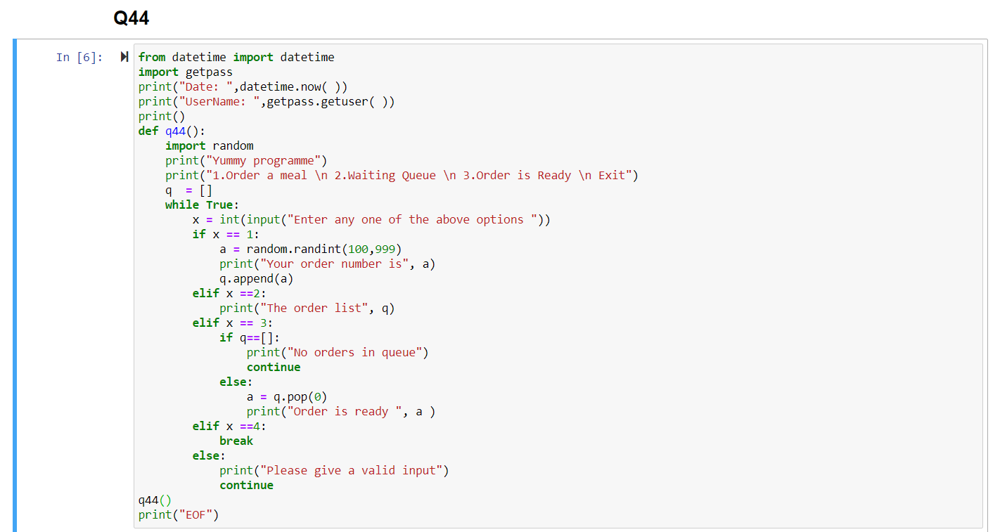 Q44
In [6]:
from datetime import datetime
import getpass
print("Date: ",datetime.now( ))
print("UserName: ",getpass.getuser( ))
print()
def q44():
    import random
    print("Yummy programme")
    print("1.Order a meal \n 2.Waiting Queue \n 3.Order is Ready \n Exit")
    q  = []
    while True:
        x = int(input("Enter any one of the above options "))
        if x == 1:
            a = random.randint(100,999)
            print("Your order number is", a)
            q.append(a)
        elif x ==2:
            print("The order list", q)
        elif x == 3:
            if q==[]:
                print("No orders in queue")
                continue
            else:
                a = q.pop(0)
                print("Order is ready ", a )
        elif x ==4:
            break
        else:
            print("Please give a valid input")
            continue
q44()
print("EOF")